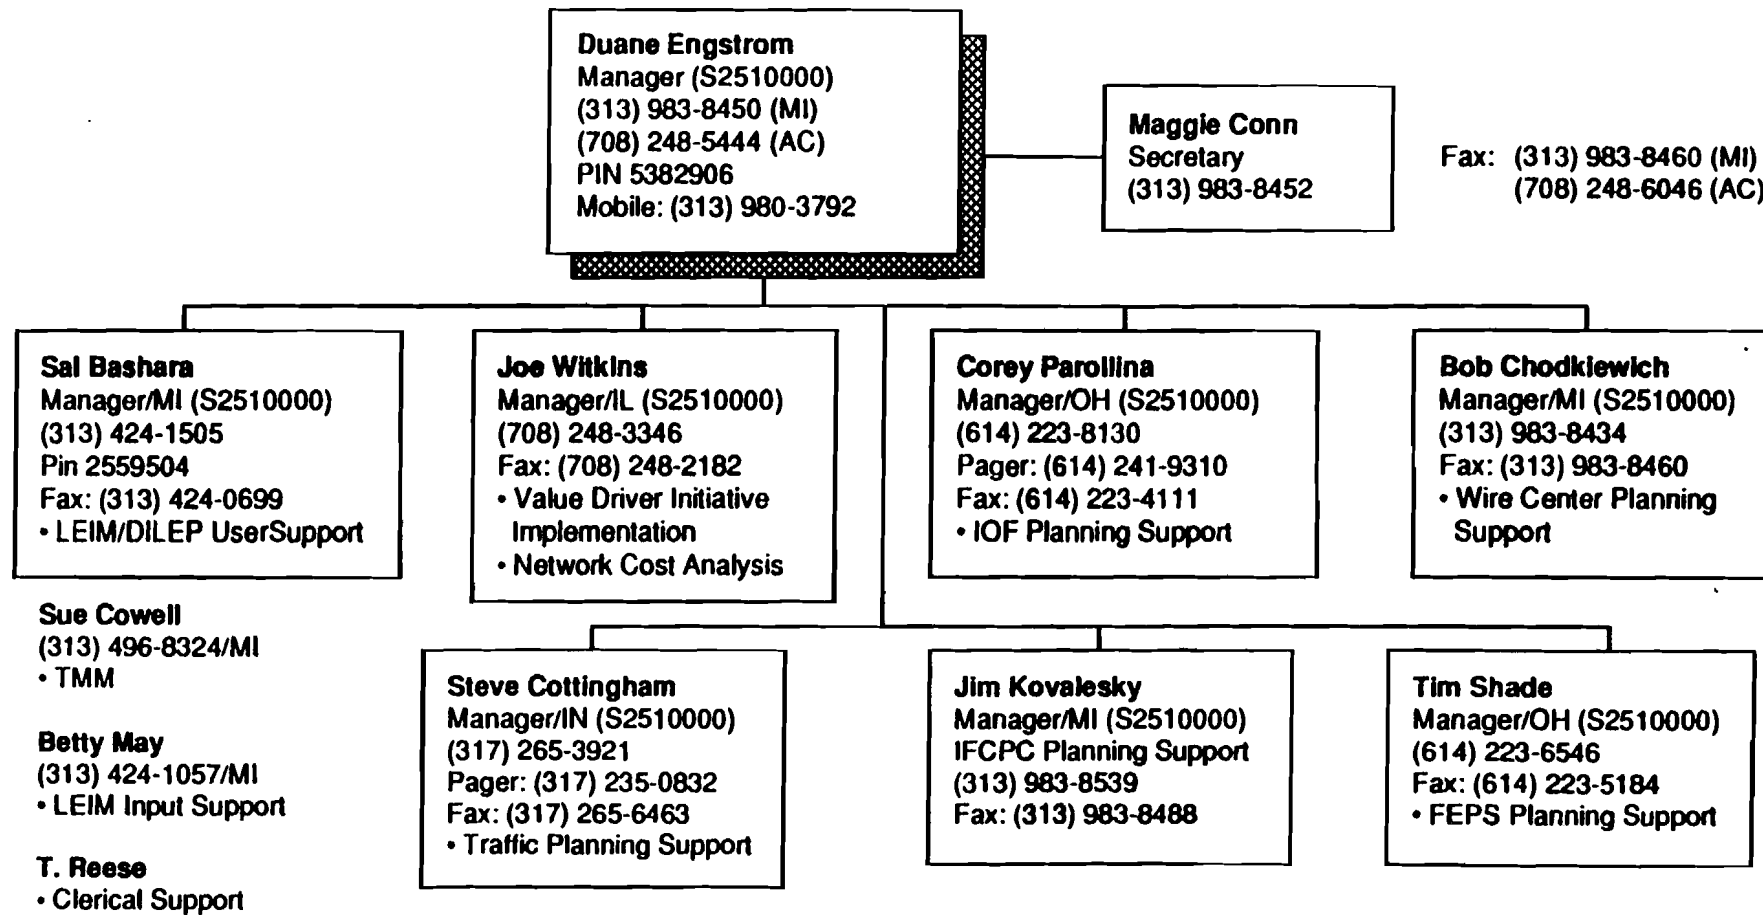 Duane Engstrom
Manager (S2510000)
(313) 983-8450 (MI)
(708) 248-5444 (AC)
PIN 5382906
Mobile: (313) 980-3792
Maggie Conn
Secretary
(313) 983-8452
Fax: (313) 983-8460 (MI)
(708) 248-6046 (AC)
Sal Bashara
Manager/MI (S2510000)
(313) 424-1505
Pin 2559504
Fax: (313) 424-0699
• LEIM/DILEP UserSupport
Joe Witkins
Manager/IL (S2510000)
(708) 248-3346
Fax: (708) 248-2182
• Value Driver Initiative
Implementation
• Network Cost Analysis
Corey Parollina
Manager/OH (S2510000)
(614) 223-8130
Pager: (614) 241-9310
Fax: (614) 223-4111
• IOF Planning Support
Bob Chodkiewich
Manager/MI (S2510000)
(313) 983-8434
Fax: (313) 983-8460
• Wire Center Planning
Support
Sue Cowell
(313) 496-8324/MI
• TMM
Betty May
(313) 424-1057/MI
• LEIM Input Support
T. Reese
• Clerical Support
Steve Cottingham
Manager/IN (S2510000)
(317) 265-3921
Pager: (317) 235-0832
Fax: (317) 265-6463
• Traffic Planning Support
Jim Kovalesky
Manager/MI (S2510000)
IFCPC Planning Support
(313) 983-8539
Fax: (313) 983-8488
Tim Shade
Manager/OH (S2510000)
(614) 223-6546
Fax: (614) 223-5184
• FEPS Planning Support